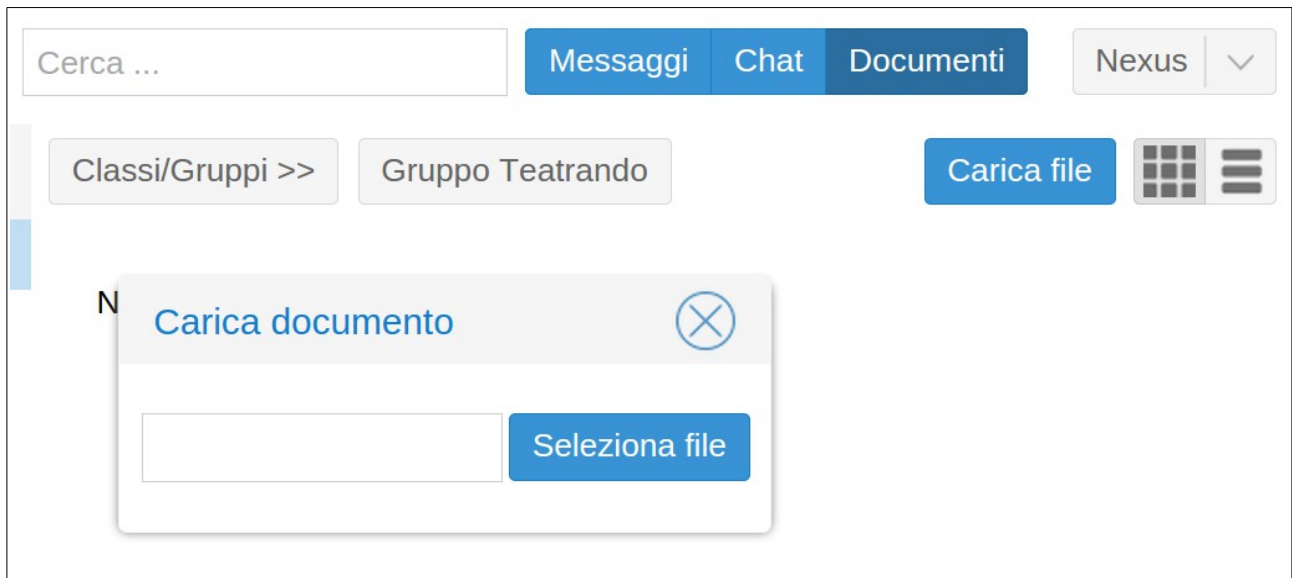 Cerca ... Messaggi Chat Documenti Nexus
Classi/Gruppi >> Gruppo Teatrando Carica file
N
Carica documento
Seleziona file